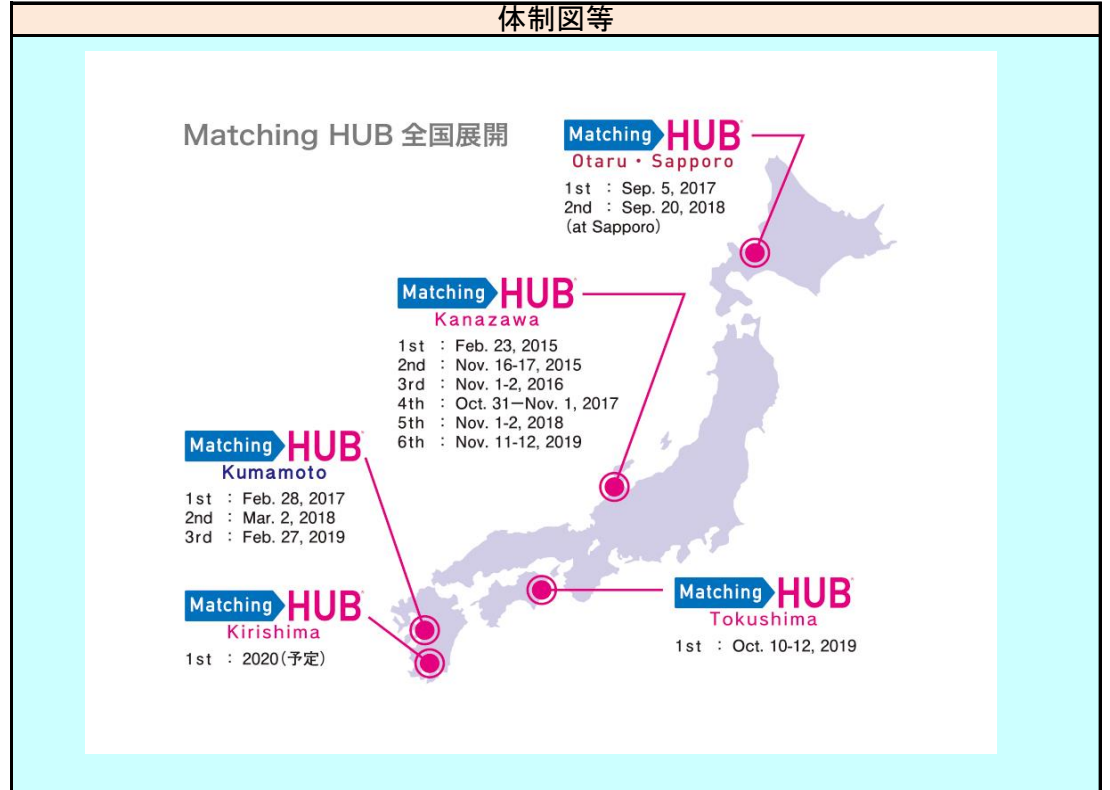 体制図等
Matching HUB 全国展開
Matching HUB
Otaru・Sapporo
1st : Sep. 5, 2017
2nd : Sep. 20, 2018
(at Sapporo)
Matching HUB
Kanazawa
1st : Feb. 23, 2015
2nd : Nov. 16-17, 2015
3rd : Nov. 1-2, 2016
4th : Oct. 31－Nov. 1, 2017
5th : Nov. 1-2, 2018
6th : Nov. 11-12, 2019
Matching HUB
Kumamoto
1st : Feb. 28, 2017
2nd : Mar. 2, 2018
3rd : Feb. 27, 2019
Matching HUB
Kirishima
1st : 2020(予定)
Matching HUB
Tokushima
1st : Oct. 10-12, 2019